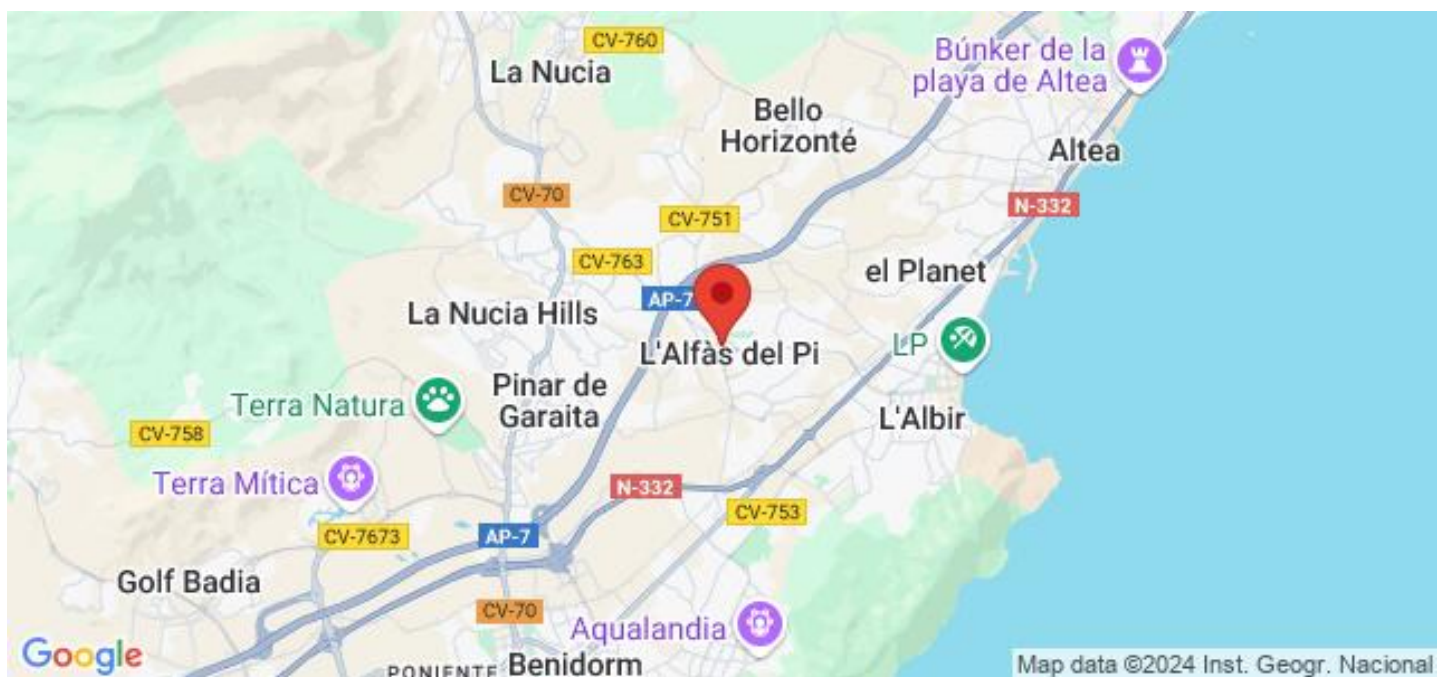 CV-760
La Nucia
Búnker de la
playa de Altea
Bello
Horizonté
Altea
CV-70
N-332
CV-751
CV-763
el Planet
AP-7
La Nucia Hills
LP
L'Alfàs del Pi
Pinar de
Garaita
Terra Natura
L'Albir
CV-758
Terra Mítica
N-332
CV-753
CV-7673
AP-7
Golf Badia
CV-70
Aqualandia
PONIENTE
Benidorm
Google
Map data ©2024 Inst. Geogr. Nacional